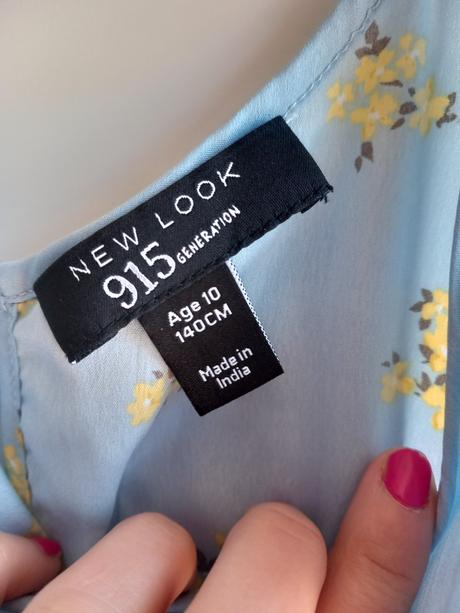 NEW LOOK
915 GENERATION
Age 10
140CM
Made in
India